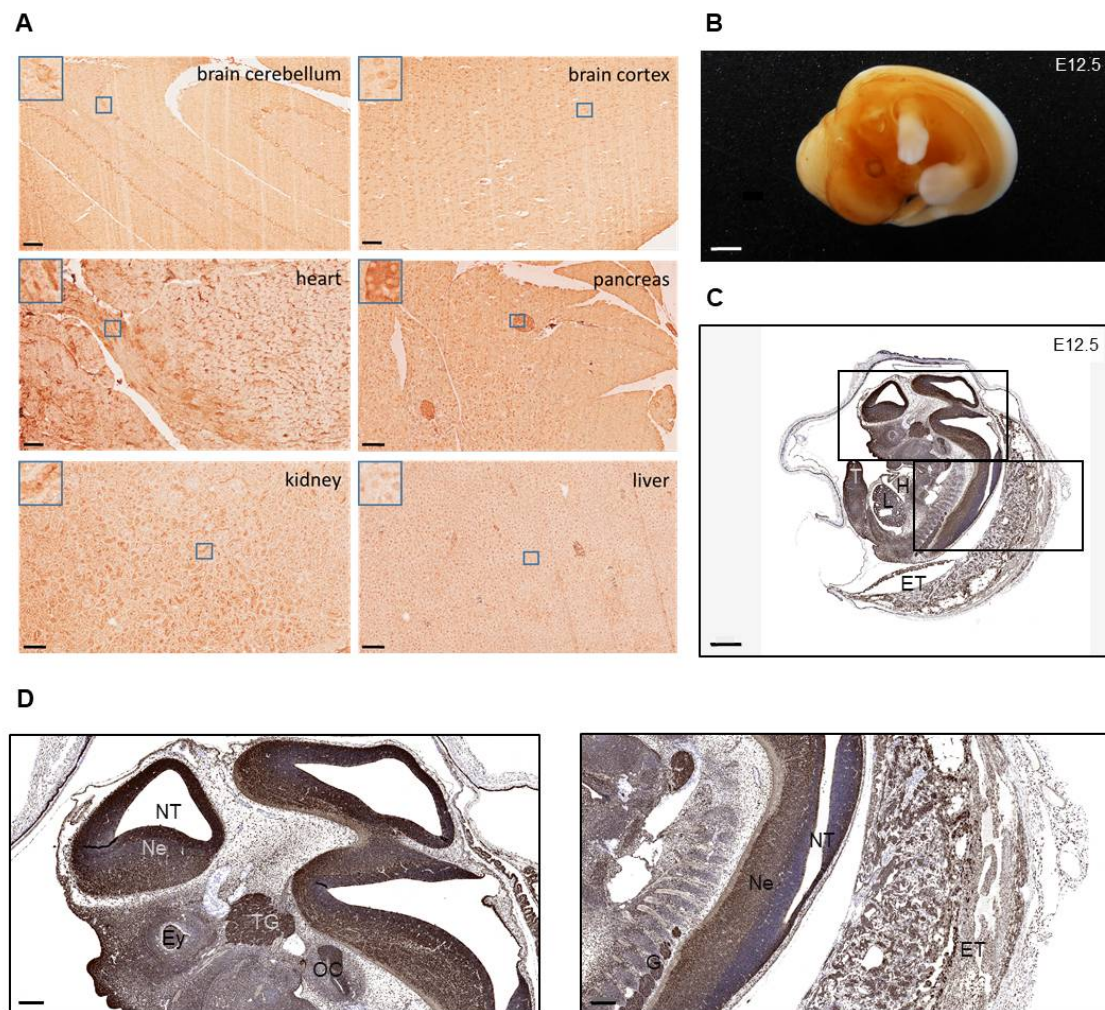 A
B
brain cerebellum
brain cortex
E12.5
heart
pancreas
C
E12.5
kidney
liver
T
H
L
ET
D
NT
Ne
TG
Ey
OC
NT
Ne
G
ET